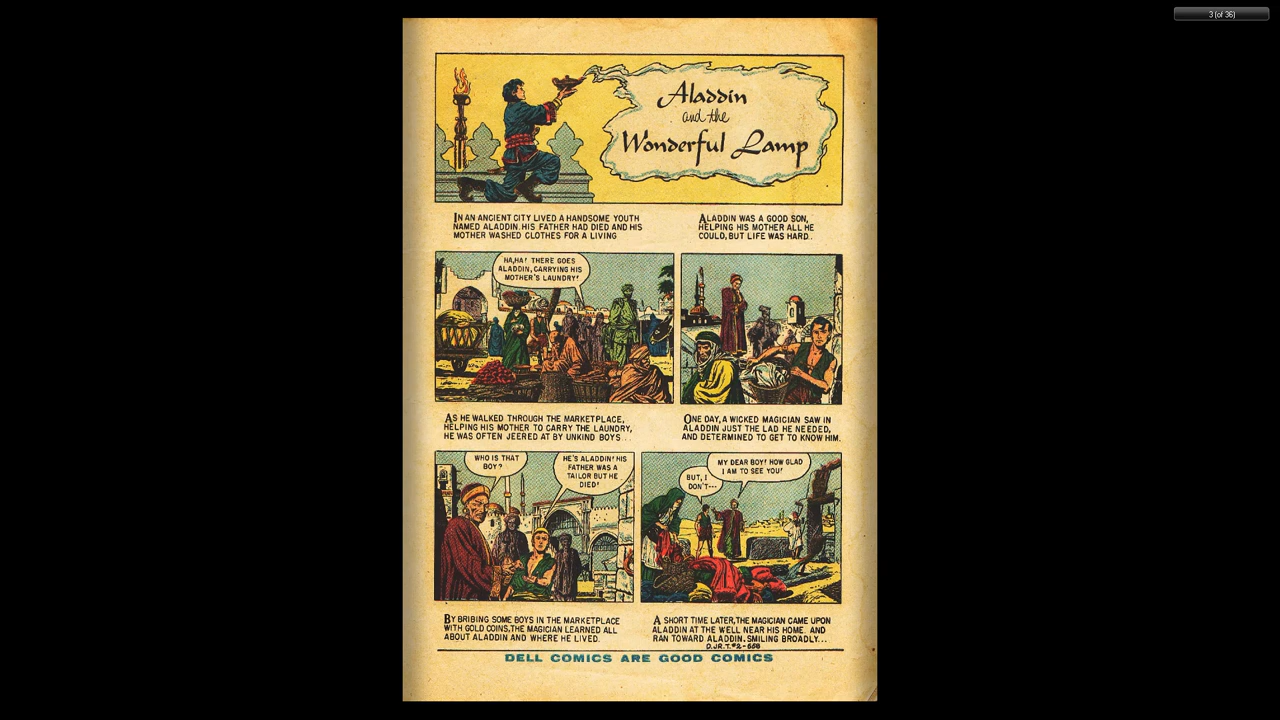 3 (of 36)
Aladdin
and the
Wonderful Lamp
IN AN ANCIENT CITY LIVED A HANDSOME YOUTH
NAMED ALADDIN. HIS FATHER HAD DIED AND HIS
MOTHER WASHED CLOTHES FOR A LIVING
ALADDIN WAS A GOOD SON,
HELPING HIS MOTHER ALL HE
COULD, BUT LIFE WAS HARD..
HA,HA! THERE GOES
ALADDIN, CARRYING HIS
MOTHER'S LAUNDRY!
AS HE WALKED THROUGH THE MARKETPLACE,
HELPING HIS MOTHER TO CARRY THE LAUNDRY,
HE WAS OFTEN JEERED AT BY UNKIND BOYS...
ONE DAY, A WICKED MAGICIAN SAW IN
ALADDIN JUST THE LAD HE NEEDED,
AND DETERMINED TO GET TO KNOW HIM.
WHO IS THAT
BOY?
HE'S ALADDIN! HIS
FATHER WAS A
TAILOR BUT HE
DIED!
MY DEAR BOY! HOW GLAD
I AM TO SEE YOU!
BUT, I
DON'T---
BY BRIBING SOME BOYS IN THE MARKETPLACE
WITH GOLD COINS, THE MAGICIAN LEARNED ALL
ABOUT ALADDIN AND WHERE HE LIVED.
A SHORT TIME LATER, THE MAGICIAN CAME UPON
ALADDIN AT THE WELL NEAR HIS HOME. AND
RAN TOWARD ALADDIN, SMILING BROADLY...
D.JR.T.#2-558
DELL COMICS ARE GOOD COMICS